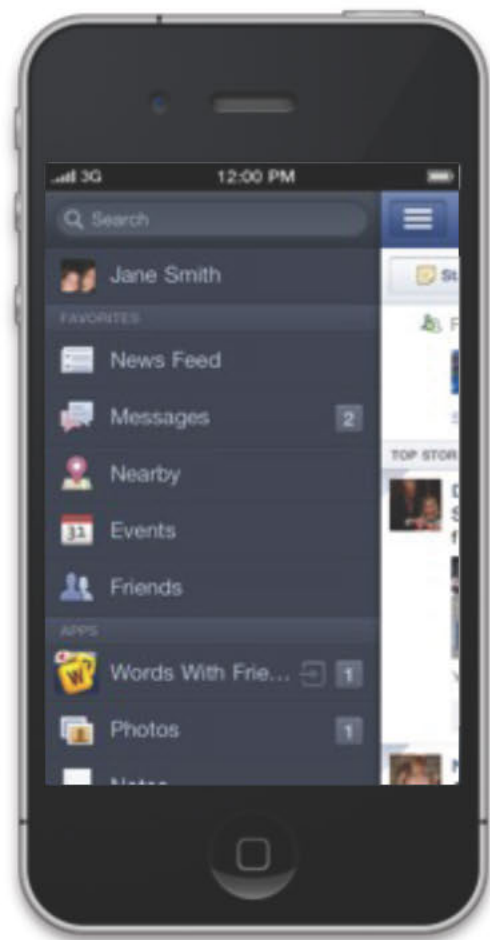 3G 12:00 PM
Search
Jane Smith
FAVORITES
News Feed
Messages 2
Nearby
31 Events
Friends
APPS
W Words With Frie... 1
Photos 1
St
TOP STOR